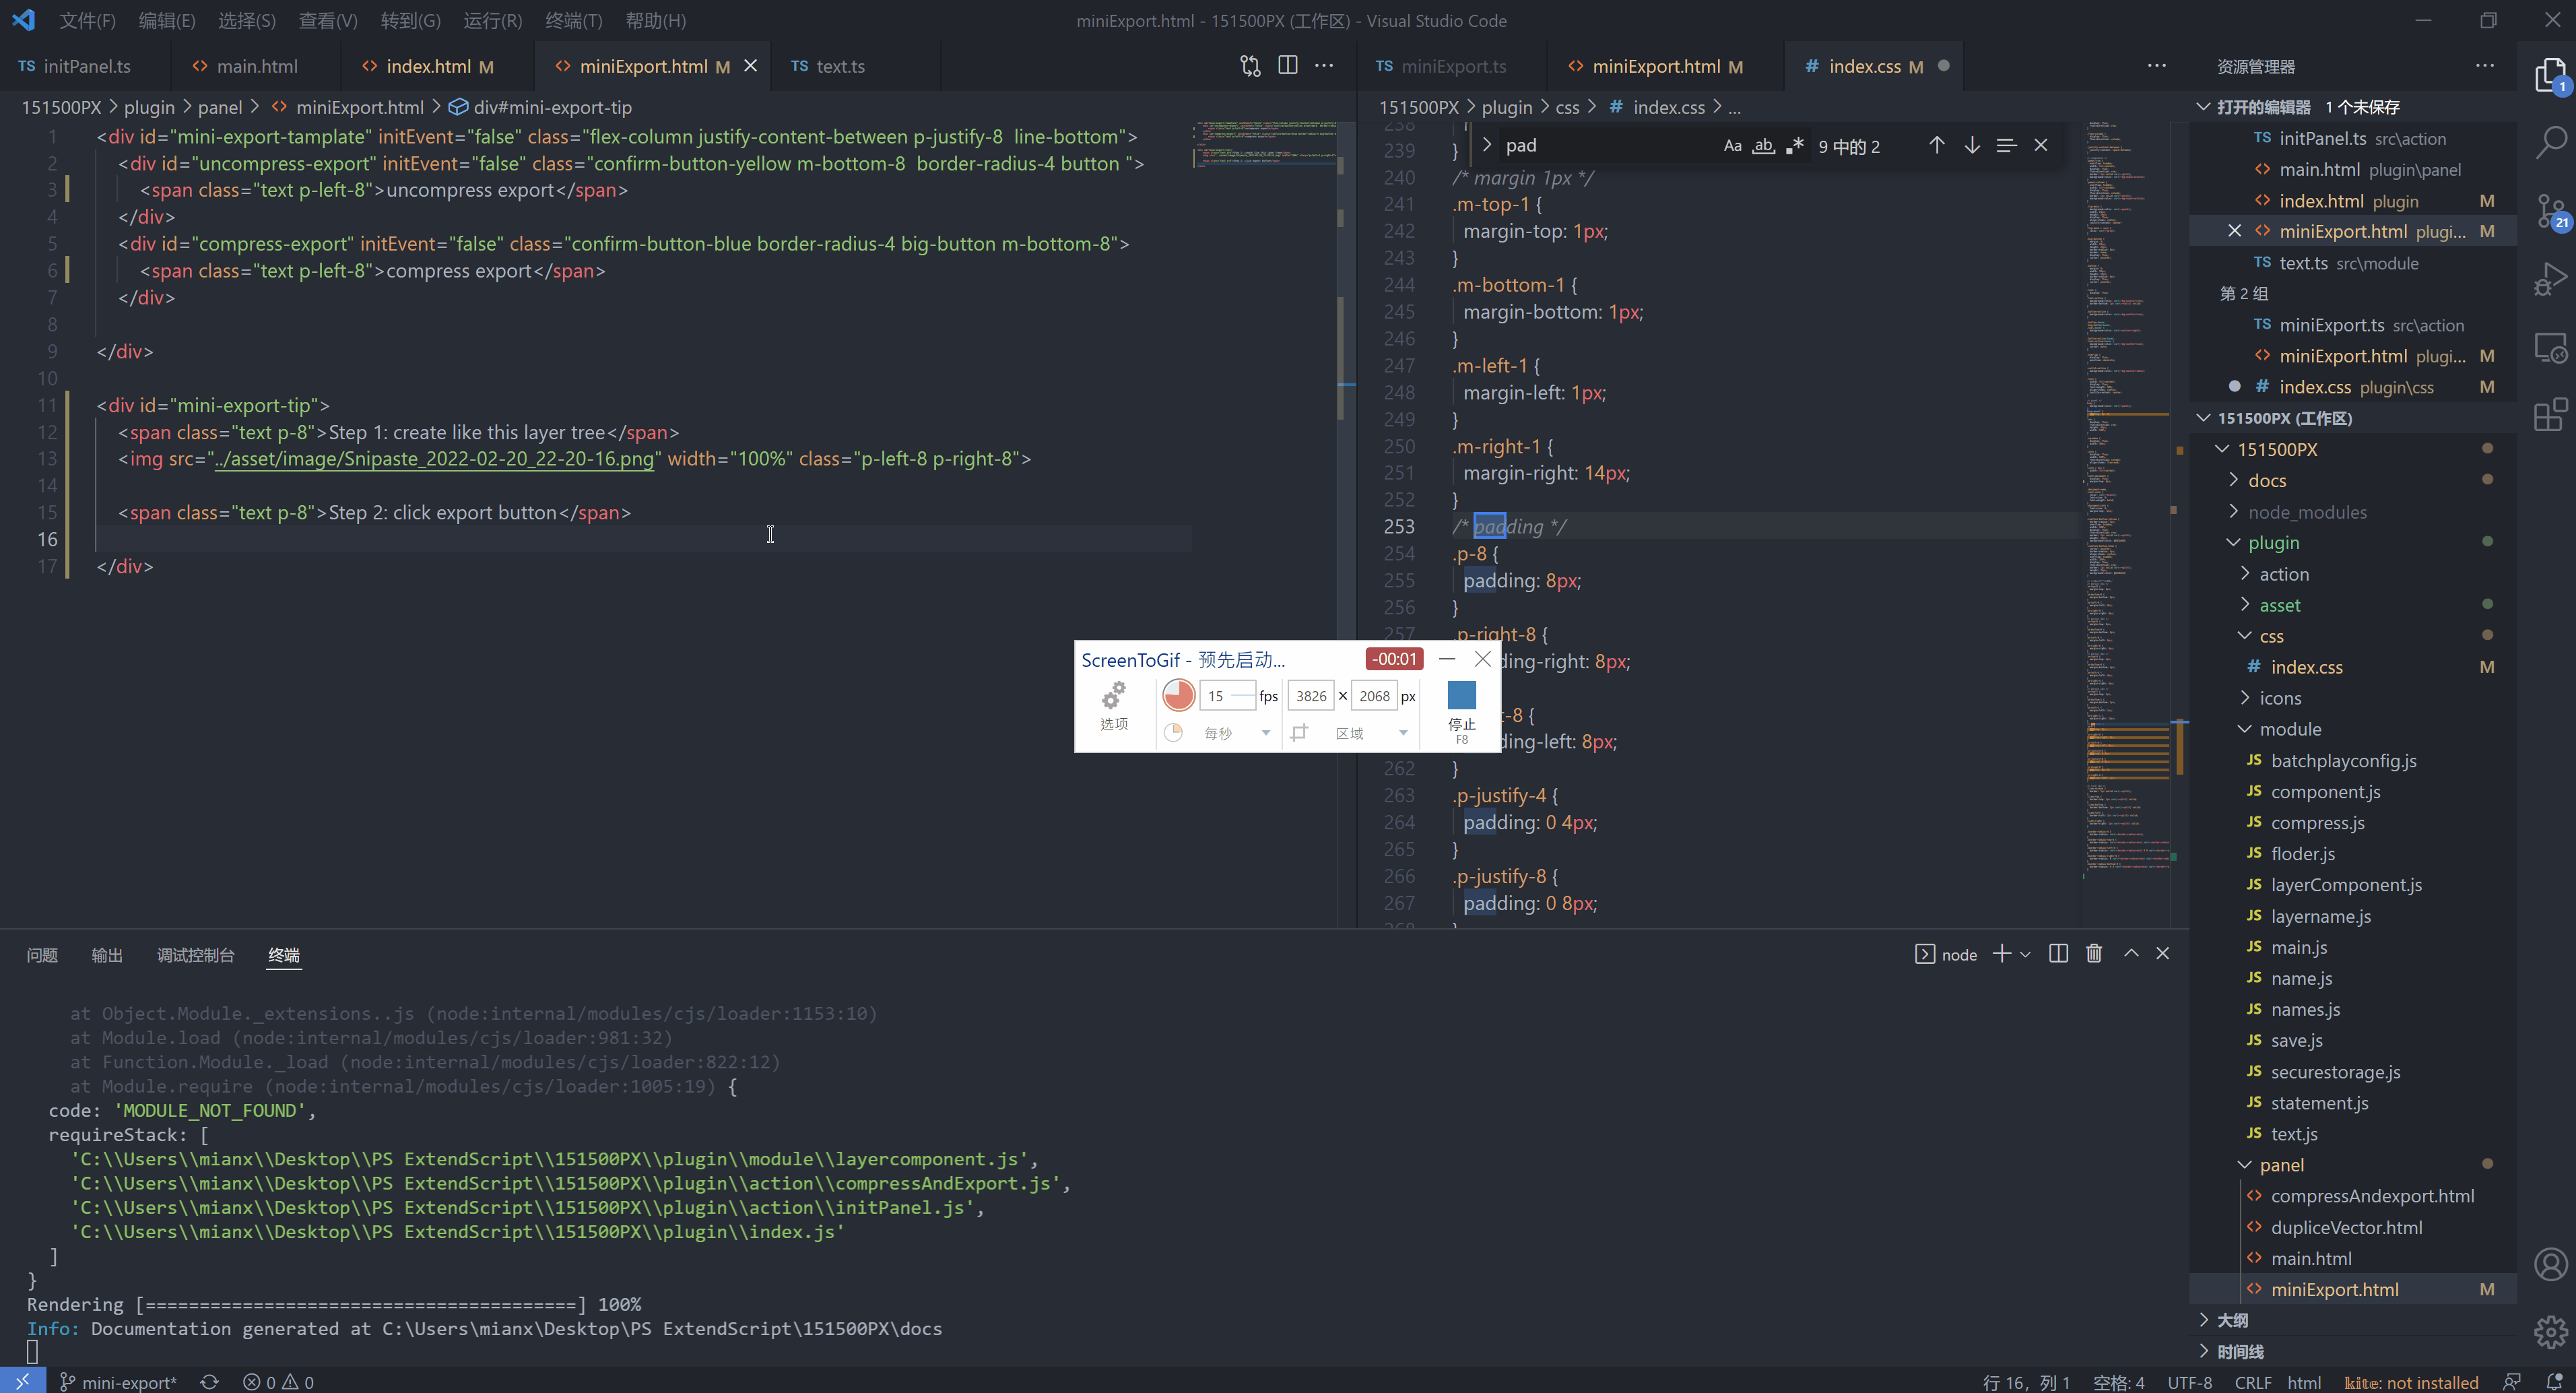 文件(F) 编辑(E) 选择(S) 查看(V) 转到(G) 运行(R) 终端(T) 帮助(H)
miniExport.html - 151500PX (工作区) - Visual Studio Code
TS initPanel.ts
<> main.html
<> index.html M
<> miniExport.html M
TS text.ts
151500PX > plugin > panel > <> miniExport.html > div#mini-export-tip
1 <div id="mini-export-tamplate" initEvent="false" class="flex-column justify-content-between p-justify-8  line-bottom">
2 <div id="uncompress-export" initEvent="false" class="confirm-button-yellow m-bottom-8  border-radius-4 button ">
3 <span class="text p-left-8">uncompress export</span>
4 </div>
5 <div id="compress-export" initEvent="false" class="confirm-button-blue border-radius-4 big-button m-bottom-8">
6 <span class="text p-left-8">compress export</span>
7 </div>
8
9 </div>
10
11 <div id="mini-export-tip">
12 <span class="text p-8">Step 1: create like this layer tree</span>
13 <img src="../asset/image/Snipaste_2022-02-20_22-20-16.png" width="100%" class="p-left-8 p-right-8">
14
15 <span class="text p-8">Step 2: click export button</span>
16
17 </div>
TS miniExport.ts
<> miniExport.html M
# index.css M
151500PX > plugin > css > # index.css > ...
pad
Aa ab 9 中的 2
238
239 }
240 /* margin 1px */
241 .m-top-1 {
242 margin-top: 1px;
243 }
244 .m-bottom-1 {
245 margin-bottom: 1px;
246 }
247 .m-left-1 {
248 margin-left: 1px;
249 }
250 .m-right-1 {
251 margin-right: 14px;
252 }
253 /* padding */
254 .p-8 {
255 padding: 8px;
256 }
257 .p-right-8 {
ding-right: 8px;
t-8 {
ding-left: 8px;
262 }
263 .p-justify-4 {
264 padding: 0 4px;
265 }
266 .p-justify-8 {
267 padding: 0 8px;
268 }
ScreenToGif - 预先启动...
-00:01
选项
15 fps
3826 × 2068 px
每秒
区域
停止
F8
资源管理器
打开的编辑器 1 个未保存
TS initPanel.ts src\action
<> main.html plugin\panel
<> index.html plugin M
<> miniExport.html plugi... M
TS text.ts src\module
第 2 组
TS miniExport.ts src\action
<> miniExport.html plugi... M
# index.css plugin\css M
151500PX (工作区)
151500PX
docs
node_modules
plugin
action
asset
css
# index.css M
icons
module
JS batchplayconfig.js
JS component.js
JS compress.js
JS floder.js
JS layerComponent.js
JS layername.js
JS main.js
JS name.js
JS names.js
JS save.js
JS securestorage.js
JS statement.js
JS text.js
panel
<> compressAndexport.html
<> dupliceVector.html
<> main.html
<> miniExport.html M
大纲
时间线
1
21
问题 输出 调试控制台 终端
node
at Object.Module._extensions..js (node:internal/modules/cjs/loader:1153:10)
at Module.load (node:internal/modules/cjs/loader:981:32)
at Function.Module._load (node:internal/modules/cjs/loader:822:12)
at Module.require (node:internal/modules/cjs/loader:1005:19) {
code: 'MODULE_NOT_FOUND',
requireStack: [
'C:\\Users\\mianx\\Desktop\\PS ExtendScript\\151500PX\\plugin\\module\\layercomponent.js',
'C:\\Users\\mianx\\Desktop\\PS ExtendScript\\151500PX\\plugin\\action\\compressAndExport.js',
'C:\\Users\\mianx\\Desktop\\PS ExtendScript\\151500PX\\plugin\\action\\initPanel.js',
'C:\\Users\\mianx\\Desktop\\PS ExtendScript\\151500PX\\plugin\\index.js'
]
}
Rendering [========================================] 100%
Info: Documentation generated at C:\Users\mianx\Desktop\PS ExtendScript\151500PX\docs
mini-export* 0 0
行 16，列 1 空格: 4 UTF-8 CRLF html kite: not installed